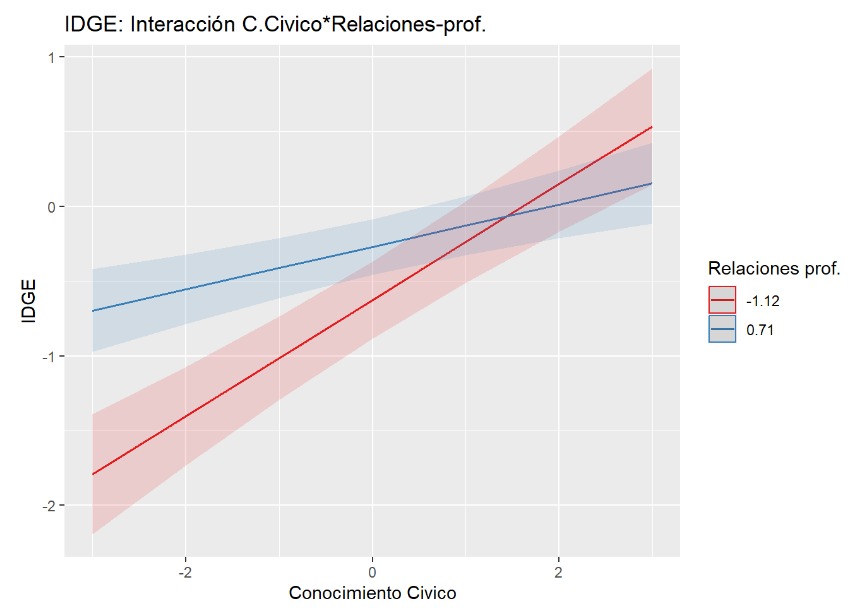 IDGE: Interacción C.Civico*Relaciones-prof.
1
0
-1
-2
IDGE
-2
0
2
Conocimiento Civico
Relaciones prof.
-1.12
0.71